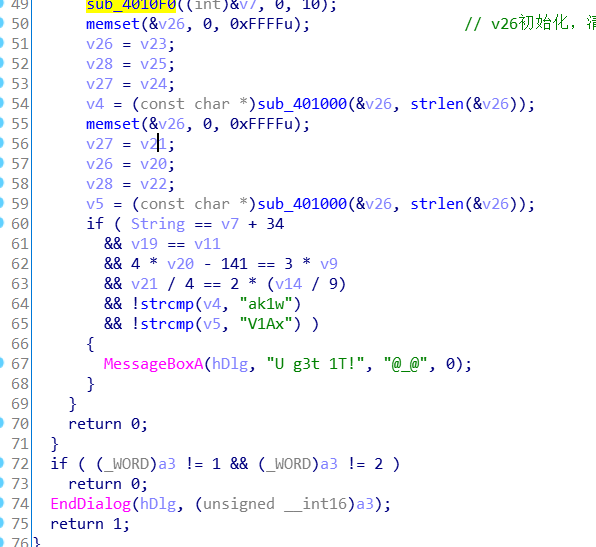 49 sub_4010F0((int)&v7, 0, 10);
50 memset(&v26, 0, 0xFFFFu); // v26初始化，清
51 v26 = v23;
52 v28 = v25;
53 v27 = v24;
54 v4 = (const char *)sub_401000(&v26, strlen(&v26));
55 memset(&v26, 0, 0xFFFFu);
56 v27 = v21;
57 v26 = v20;
58 v28 = v22;
59 v5 = (const char *)sub_401000(&v26, strlen(&v26));
60 if ( String == v7 + 34
61 && v19 == v11
62 && 4 * v20 - 141 == 3 * v9
63 && v21 / 4 == 2 * (v14 / 9)
64 && !strcmp(v4, "ak1w")
65 && !strcmp(v5, "V1Ax") )
66 {
67 MessageBoxA(hDlg, "U g3t 1T!", "@_@", 0);
68 }
69 }
70 return 0;
71 }
72 if ( (_WORD)a3 != 1 && (_WORD)a3 != 2 )
73 return 0;
74 EndDialog(hDlg, (unsigned __int16)a3);
75 return 1;
76 }